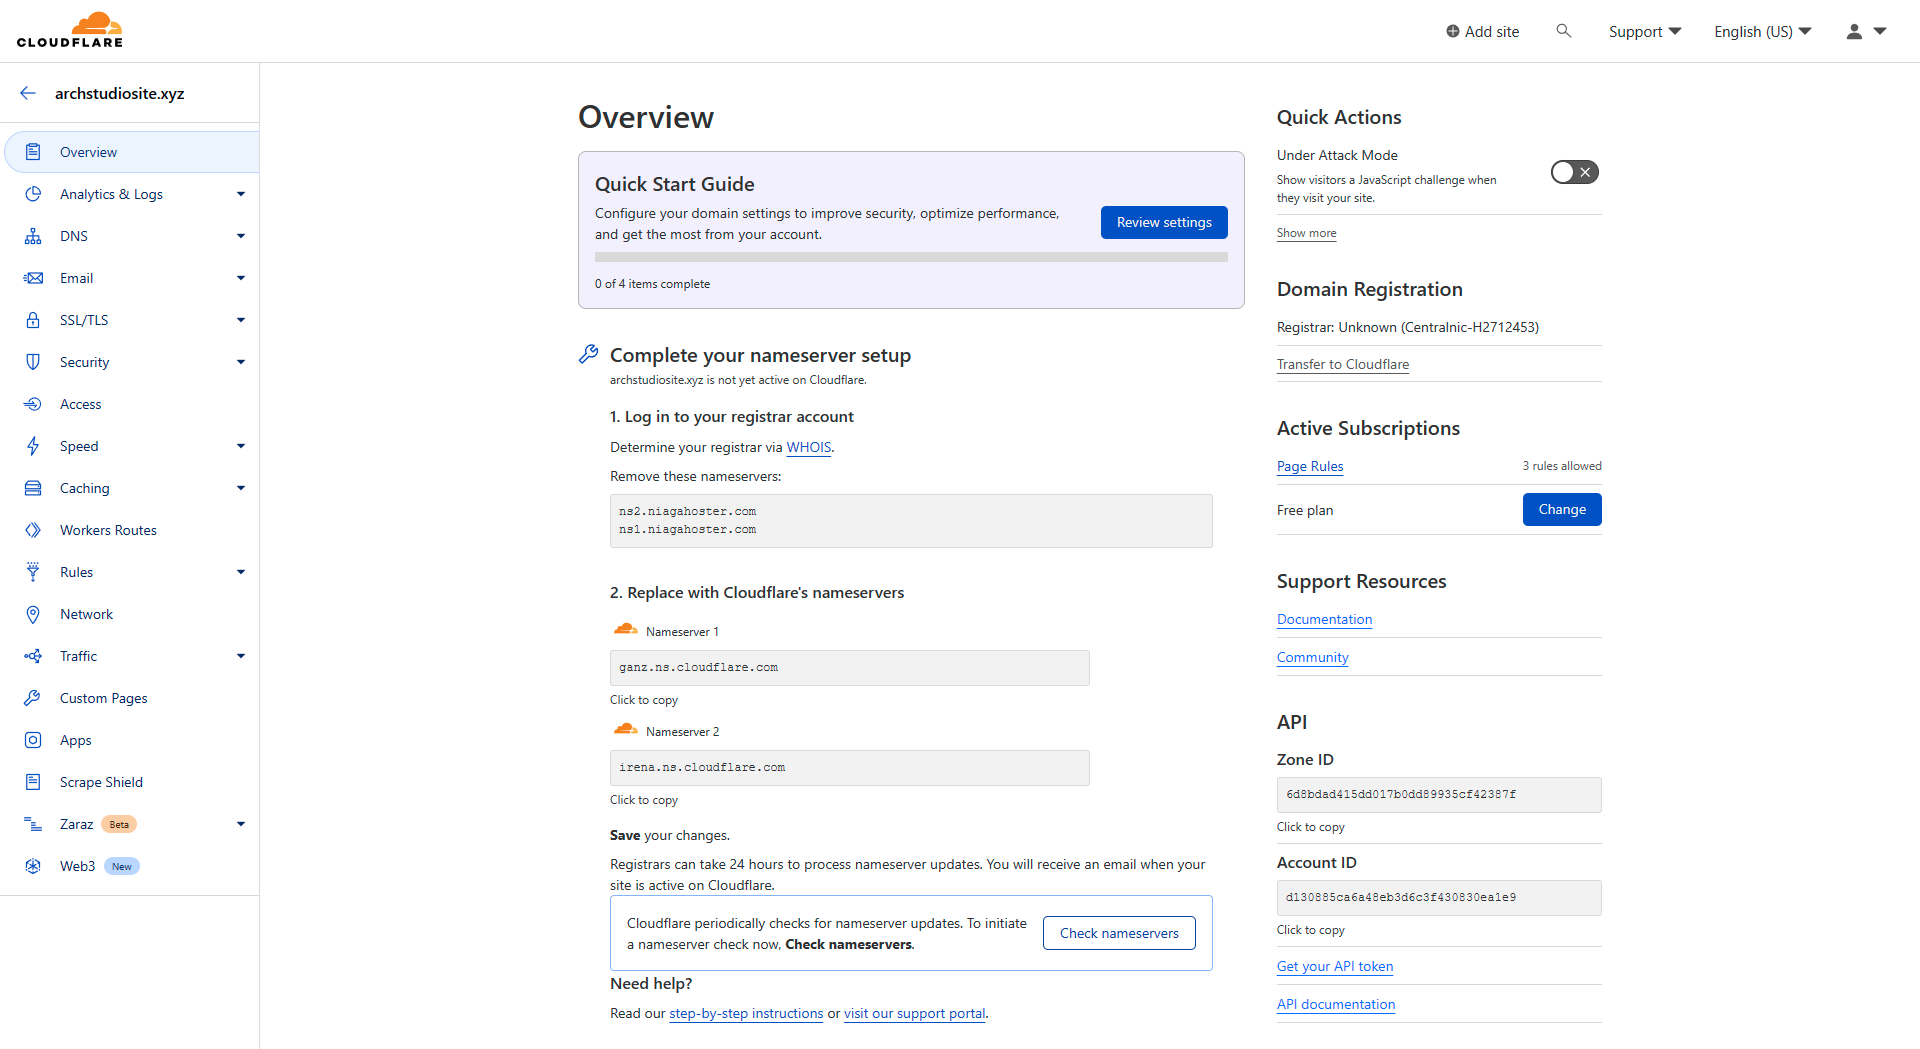 CLOUDFLARE
Add site
Support
English (US)
archstudiosite.xyz
Overview
Analytics & Logs
DNS
Email
SSL/TLS
Security
Access
Speed
Caching
Workers Routes
Rules
Network
Traffic
Custom Pages
Apps
Scrape Shield
Zaraz Beta
Web3 New
Overview
Quick Start Guide
Configure your domain settings to improve security, optimize performance,
and get the most from your account.
Review settings
0 of 4 items complete
Complete your nameserver setup
archstudiosite.xyz is not yet active on Cloudflare.
1. Log in to your registrar account
Determine your registrar via WHOIS.
Remove these nameservers:
ns2.niagahoster.com
ns1.niagahoster.com
2. Replace with Cloudflare's nameservers
Nameserver 1
ganz.ns.cloudflare.com
Click to copy
Nameserver 2
irena.ns.cloudflare.com
Click to copy
Save your changes.
Registrars can take 24 hours to process nameserver updates. You will receive an email when your
site is active on Cloudflare.
Cloudflare periodically checks for nameserver updates. To initiate
a nameserver check now, Check nameservers.
Check nameservers
Need help?
Read our step-by-step instructions or visit our support portal.
Quick Actions
Under Attack Mode
Show visitors a JavaScript challenge when
they visit your site.
Show more
Domain Registration
Registrar: Unknown (Centralnic-H2712453)
Transfer to Cloudflare
Active Subscriptions
Page Rules
3 rules allowed
Free plan
Change
Support Resources
Documentation
Community
API
Zone ID
6d8bdad415dd017b0dd89935cf42387f
Click to copy
Account ID
d130885ca6a48eb3d6c3f430830ea1e9
Click to copy
Get your API token
API documentation